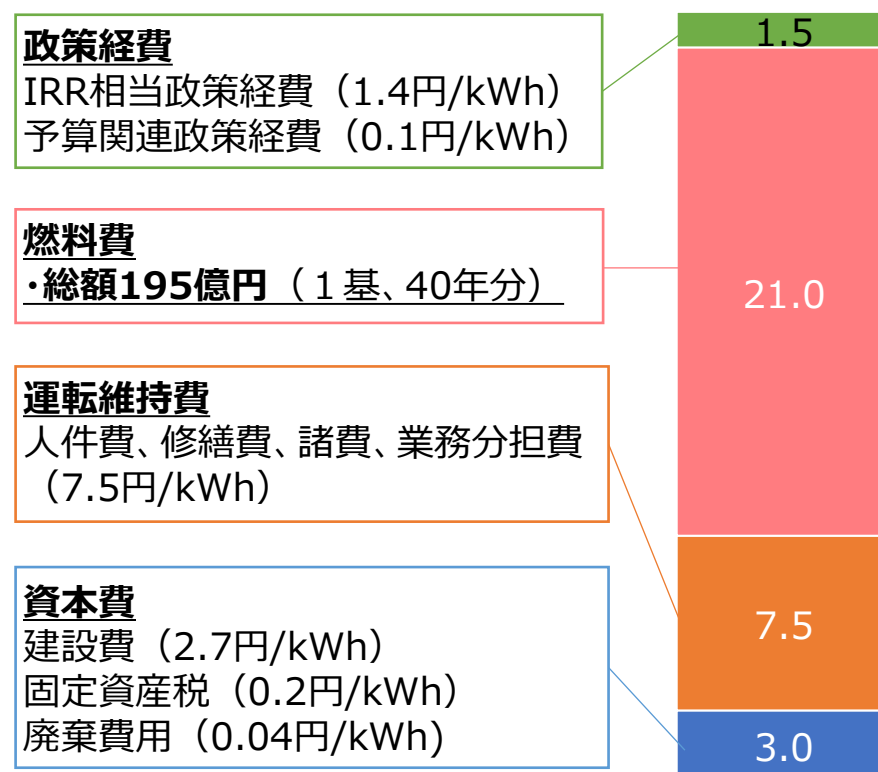 政策経費
IRR相当政策経費（1.4円/kWh）
予算関連政策経費（0.1円/kWh）
1.5
燃料費
･総額195億円（１基、40年分）
21.0
運転維持費
人件費、修繕費、諸費、業務分担費
（7.5円/kWh）
7.5
資本費
建設費（2.7円/kWh）
固定資産税（0.2円/kWh）
廃棄費用（0.04円/kWh)
3.0